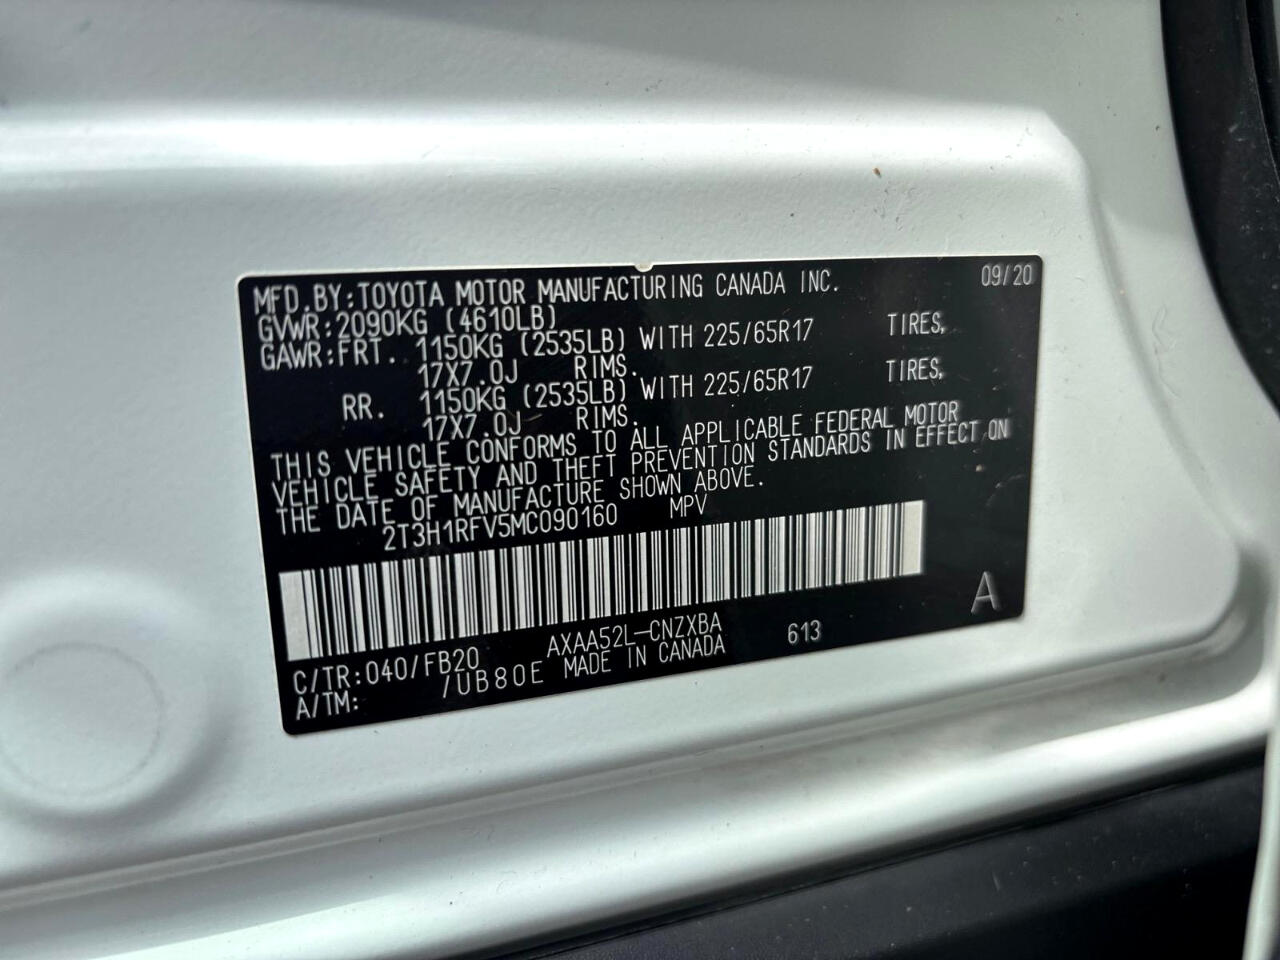 MFD.BY:TOYOTA MOTOR MANUFACTURING CANADA INC. 09/20
GVWR:2090KG (4610LB)
GAWR:FRT. 1150KG (2535LB) WITH 225/65R17 TIRES,
17X7.0J RIMS.
RR. 1150KG (2535LB) WITH 225/65R17 TIRES,
17X7.0J RIMS.
THIS VEHICLE CONFORMS TO ALL APPLICABLE FEDERAL MOTOR
VEHICLE SAFETY AND THEFT PREVENTION STANDARDS IN EFFECT ON
THE DATE OF MANUFACTURE SHOWN ABOVE.
2T3H1RFV5MC090160 MPV
A
C/TR:040/FB20 AXAA52L-CNZXBA 613
A/TM: /UB80E MADE IN CANADA